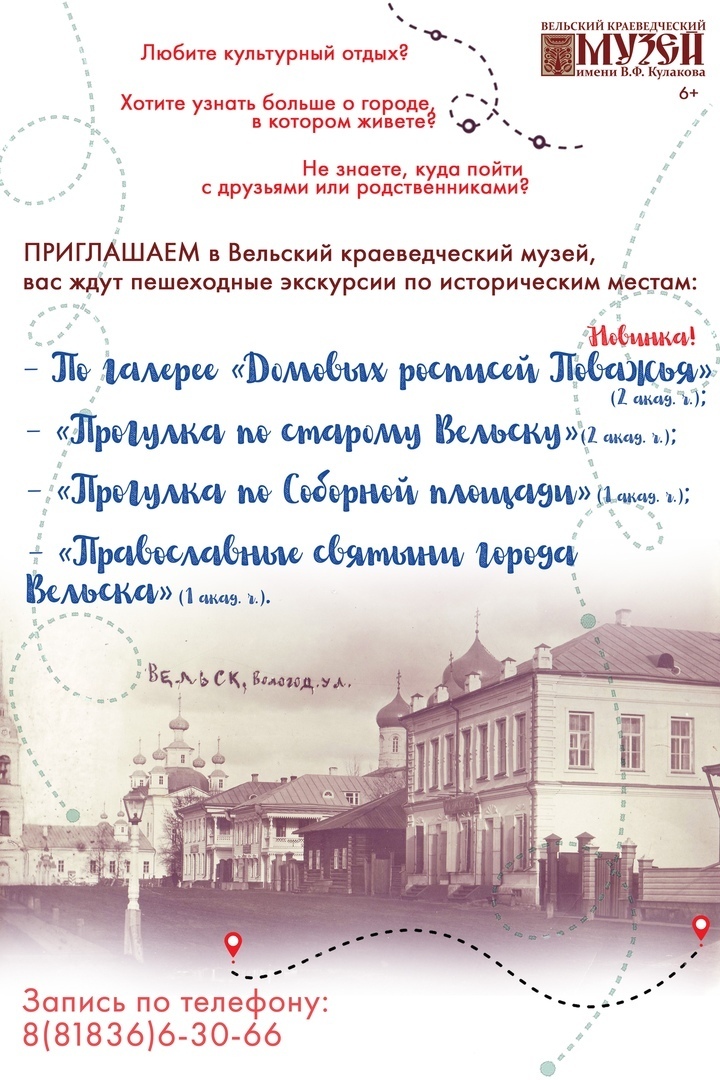 Любите культурный отдых?
ВЕЛЬСКИЙ КРАЕВЕДЧЕСКИЙ
МУЗЕЙ
имени В.Ф. Кулакова
6+
Хотите узнать больше о городе,
в котором живете?
Не знаете, куда пойти
с друзьями или родственниками?
ПРИГЛАШАЕМ в Вельский краеведческий музей,
вас ждут пешеходные экскурсии по историческим местам:
Новинка!
- По галерее «Домовых росписей Поважья»
(2 акад. ч.);
- «Прогулка по старому Вельску» (2 акад. ч.);
- «Прогулка по Соборной площади» (1 акад. ч.);
- «Православные святыни города
Вельска» (1 акад. ч.).
ВЕЛЬСК, Вологод. ул.
Запись по телефону:
8(81836)6-30-66